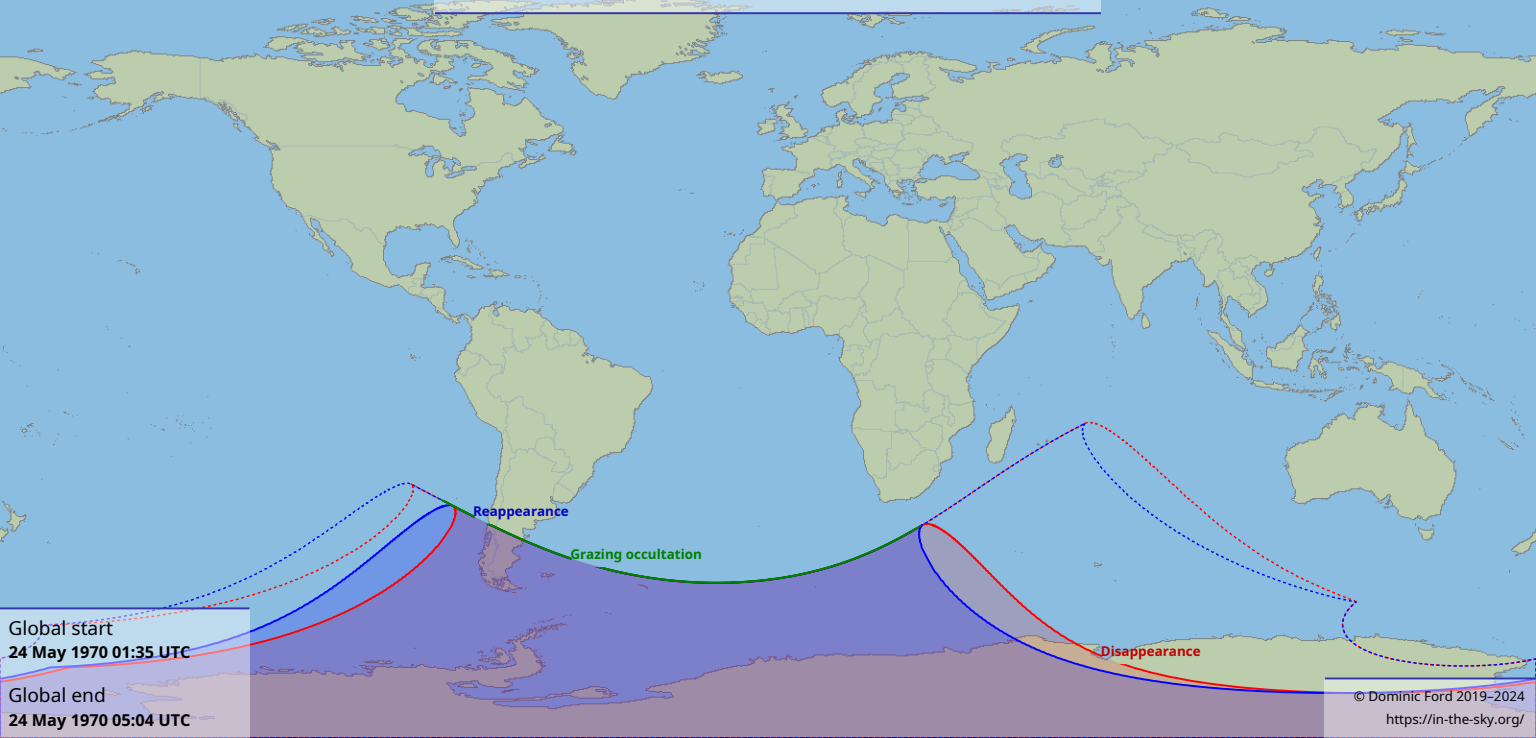 Reappearance
Grazing occultation
Global start
24 May 1970 01:35 UTC
Disappearance
Global end
24 May 1970 05:04 UTC
© Dominic Ford 2019–2024
https://in-the-sky.org/